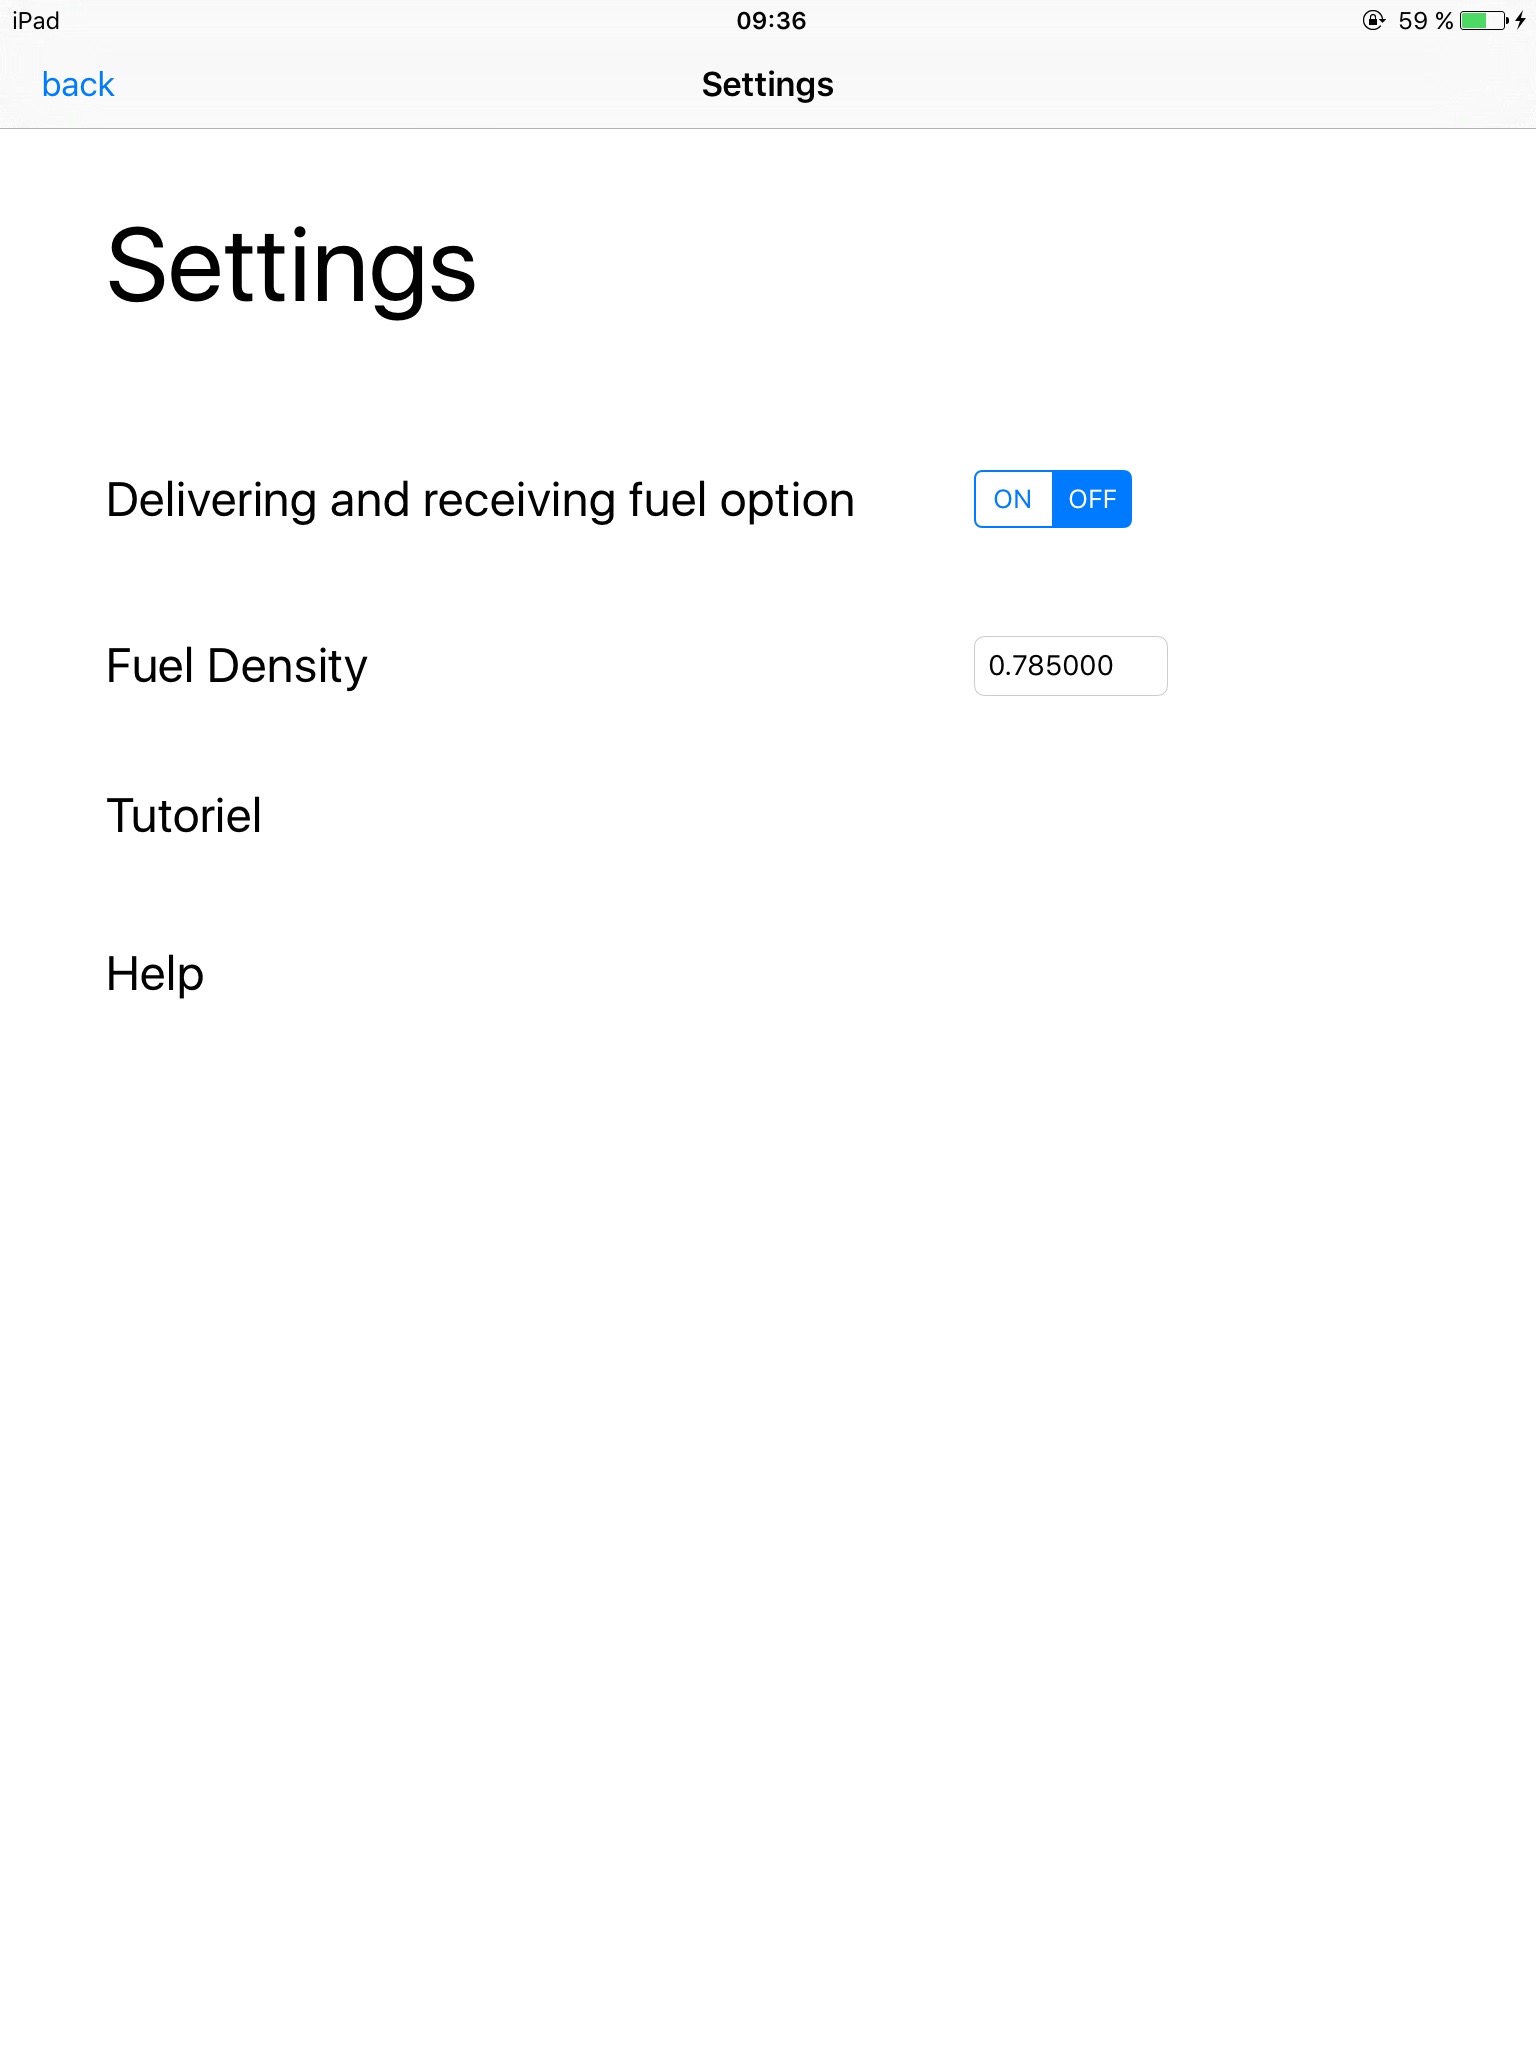 iPad 09:36 59 %
back Settings
Settings
Delivering and receiving fuel option ON OFF
Fuel Density 0.785000
Tutoriel
Help